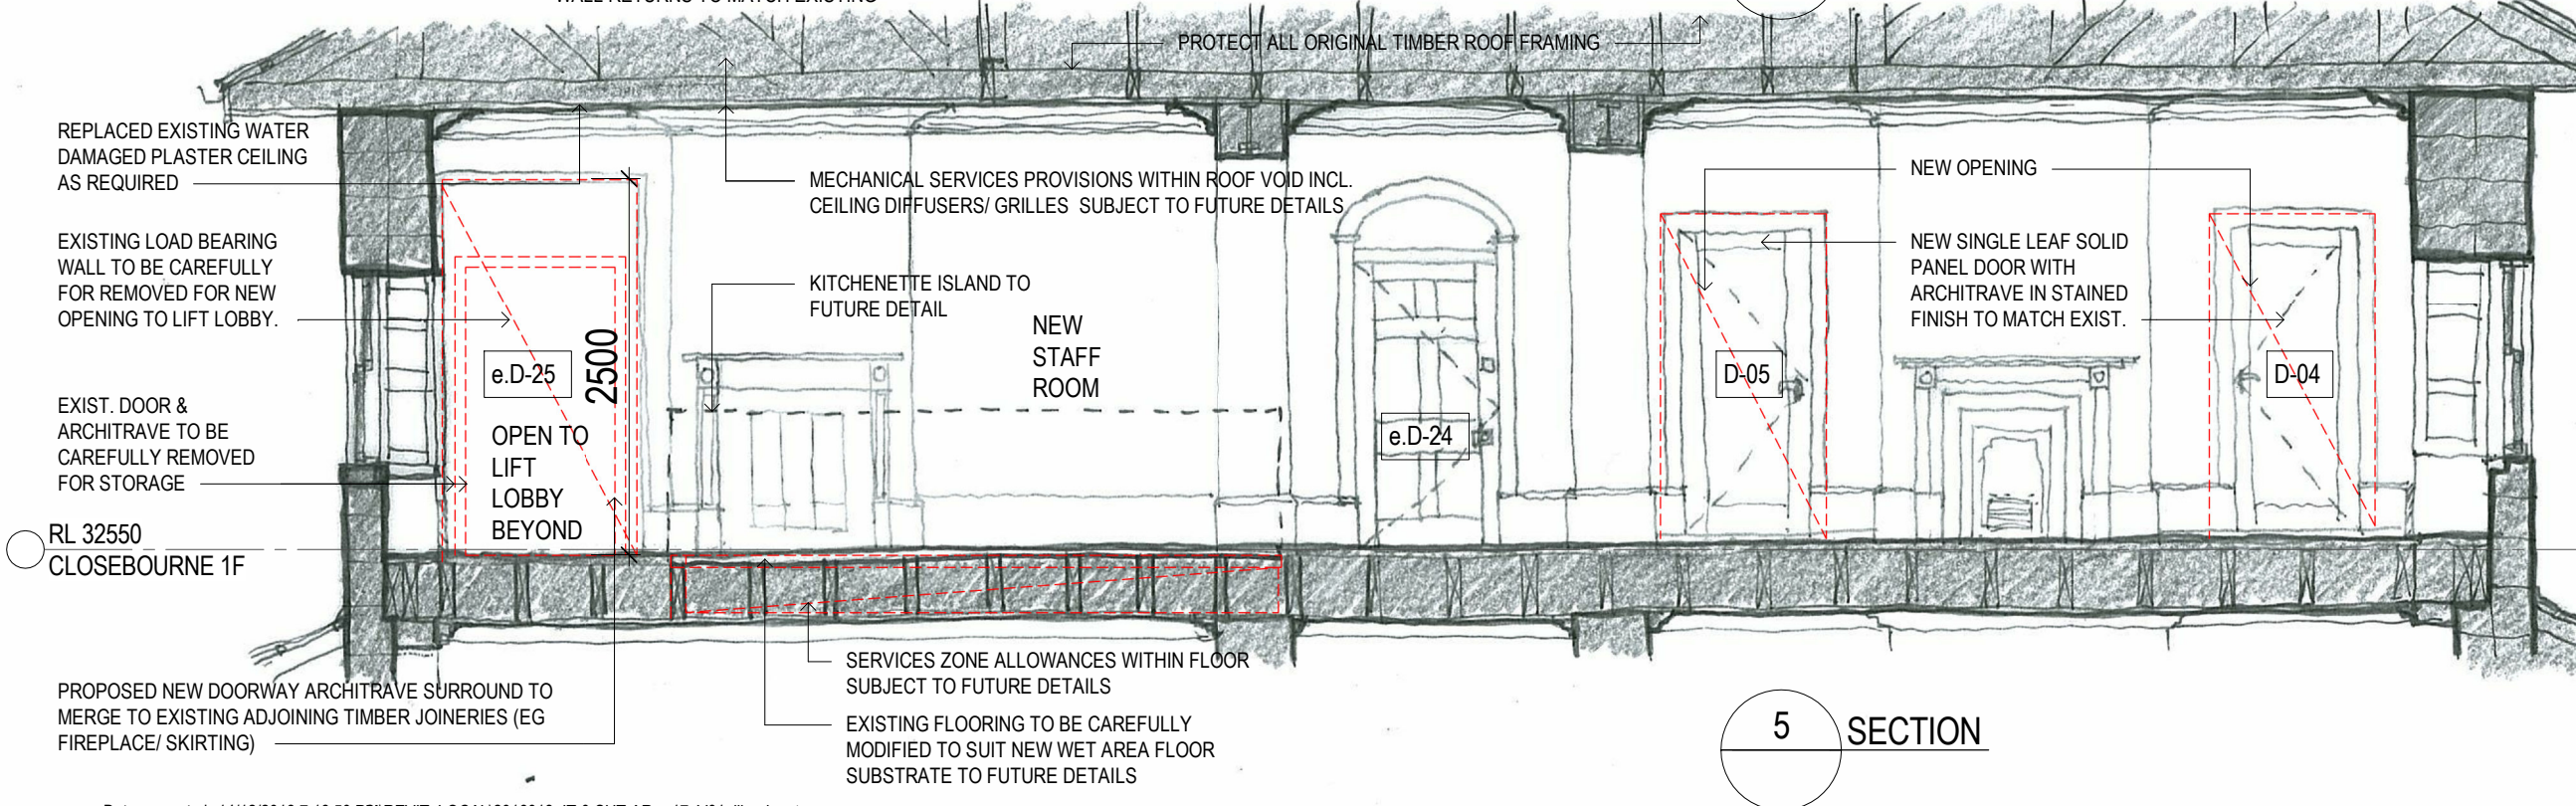 WALL RETURNS TO MATCH EXISTING
PROTECT ALL ORIGINAL TIMBER ROOF FRAMING
REPLACED EXISTING WATER
DAMAGED PLASTER CEILING
AS REQUIRED
MECHANICAL SERVICES PROVISIONS WITHIN ROOF VOID INCL.
CEILING DIFFUSERS/ GRILLES SUBJECT TO FUTURE DETAILS
NEW OPENING
EXISTING LOAD BEARING
WALL TO BE CAREFULLY
FOR REMOVED FOR NEW
OPENING TO LIFT LOBBY.
NEW SINGLE LEAF SOLID
PANEL DOOR WITH
ARCHITRAVE IN STAINED
FINISH TO MATCH EXIST.
KITCHENETTE ISLAND TO
FUTURE DETAIL
NEW
STAFF
ROOM
e.D-25
2500
D-05
D-04
e.D-24
EXIST. DOOR &
ARCHITRAVE TO BE
CAREFULLY REMOVED
FOR STORAGE
OPEN TO
LIFT
LOBBY
BEYOND
RL 32550
CLOSEBOURNE 1F
SERVICES ZONE ALLOWANCES WITHIN FLOOR
SUBJECT TO FUTURE DETAILS
PROPOSED NEW DOORWAY ARCHITRAVE SURROUND TO
MERGE TO EXISTING ADJOINING TIMBER JOINERIES (EG
FIREPLACE/ SKIRTING)
EXISTING FLOORING TO BE CAREFULLY
MODIFIED TO SUIT NEW WET AREA FLOOR
SUBSTRATE TO FUTURE DETAILS
5
SECTION